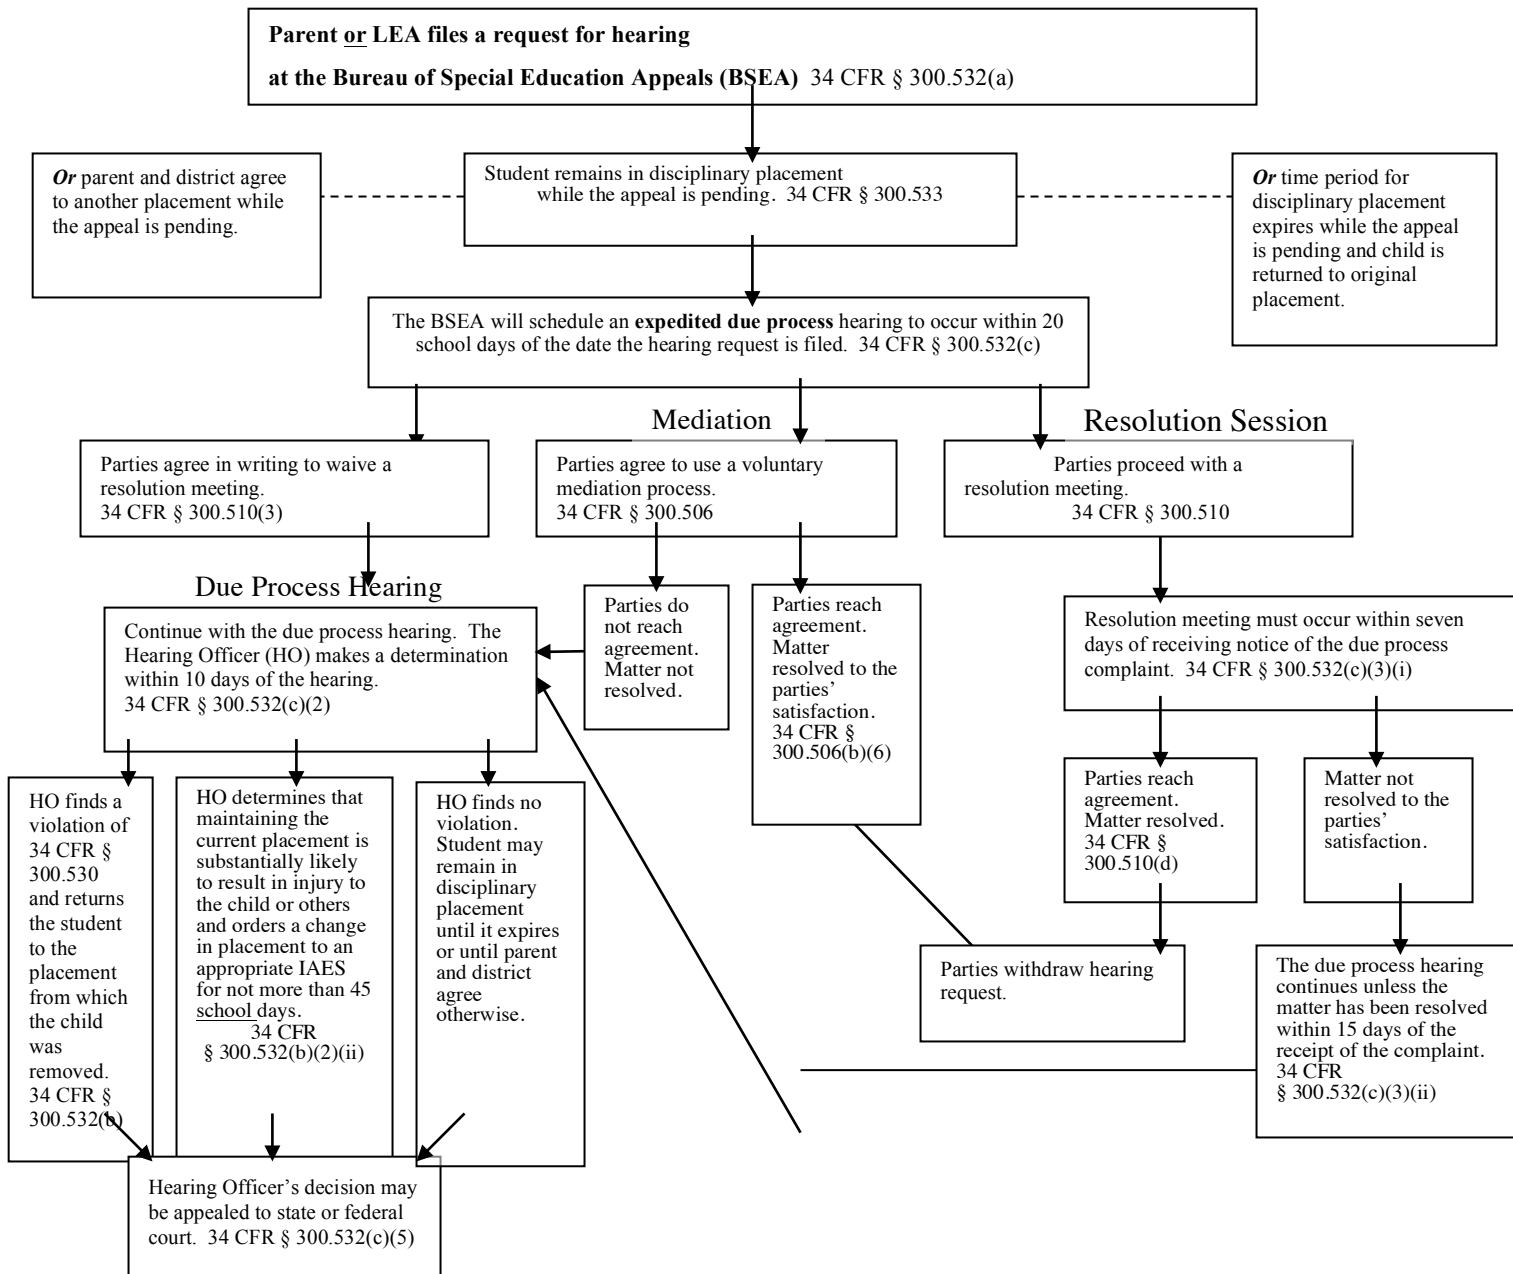 Parent or LEA files a request for hearing
at the Bureau of Special Education Appeals (BSEA) 34 CFR § 300.532(a)
Or parent and district agree
to another placement while
the appeal is pending.
Student remains in disciplinary placement
while the appeal is pending. 34 CFR § 300.533
Or time period for
disciplinary placement
expires while the appeal
is pending and child is
returned to original
placement.
The BSEA will schedule an expedited due process hearing to occur within 20
school days of the date the hearing request is filed. 34 CFR § 300.532(c)
Mediation
Resolution Session
Parties agree in writing to waive a
resolution meeting.
34 CFR § 300.510(3)
Parties agree to use a voluntary
mediation process.
34 CFR § 300.506
Parties proceed with a
resolution meeting.
34 CFR § 300.510
Due Process Hearing
Continue with the due process hearing. The
Hearing Officer (HO) makes a determination
within 10 days of the hearing.
34 CFR § 300.532(c)(2)
Parties do
not reach
agreement.
Matter not
resolved.
Parties reach
agreement.
Matter
resolved to the
parties'
satisfaction.
34 CFR §
300.506(b)(6)
Resolution meeting must occur within seven
days of receiving notice of the due process
complaint. 34 CFR § 300.532(c)(3)(i)
Parties reach
agreement.
Matter resolved.
34 CFR §
300.510(d)
Matter not
resolved to the
parties'
satisfaction.
HO finds a
violation of
34 CFR §
300.530
and returns
the student
to the
placement
from which
the child
was
removed.
34 CFR §
300.532(b)
HO determines that
maintaining the
current placement is
substantially likely
to result in injury to
the child or others
and orders a change
in placement to an
appropriate IAES
for not more than 45
school days.
34 CFR
§ 300.532(b)(2)(ii)
HO finds no
violation.
Student may
remain in
disciplinary
placement
until it expires
or until parent
and district
agree
otherwise.
Parties withdraw hearing
request.
The due process hearing
continues unless the
matter has been resolved
within 15 days of the
receipt of the complaint.
34 CFR
§ 300.532(c)(3)(ii)
Hearing Officer's decision may
be appealed to state or federal
court. 34 CFR § 300.532(c)(5)